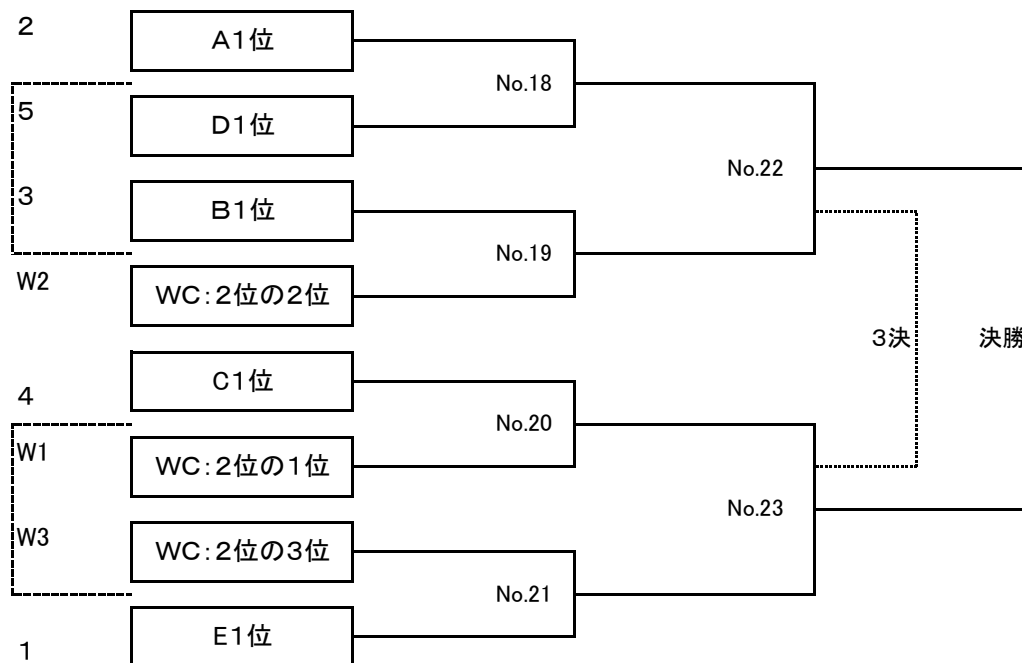 2
A1位
No.18
5
D1位
No.22
3
B1位
No.19
W2
WC:2位の2位
3決
決勝
C1位
4
No.20
W1
WC:2位の1位
No.23
W3
WC:2位の3位
No.21
E1位
1